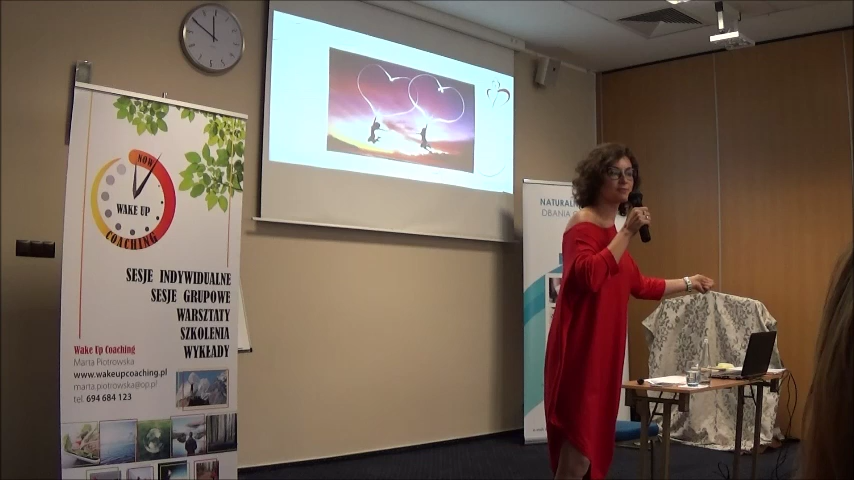 NOW
WAKE UP
COACHING
SESJE INDYWIDUALNE
SESJE GRUPOWE
WARSZTATY
SZKOLENIA
WYKŁADY
Wake Up Coaching
Marta Piotrowska
www.wakeupcoaching.pl
marta.piotrowska@op.pl
tel. 694 684 123
DBANIA